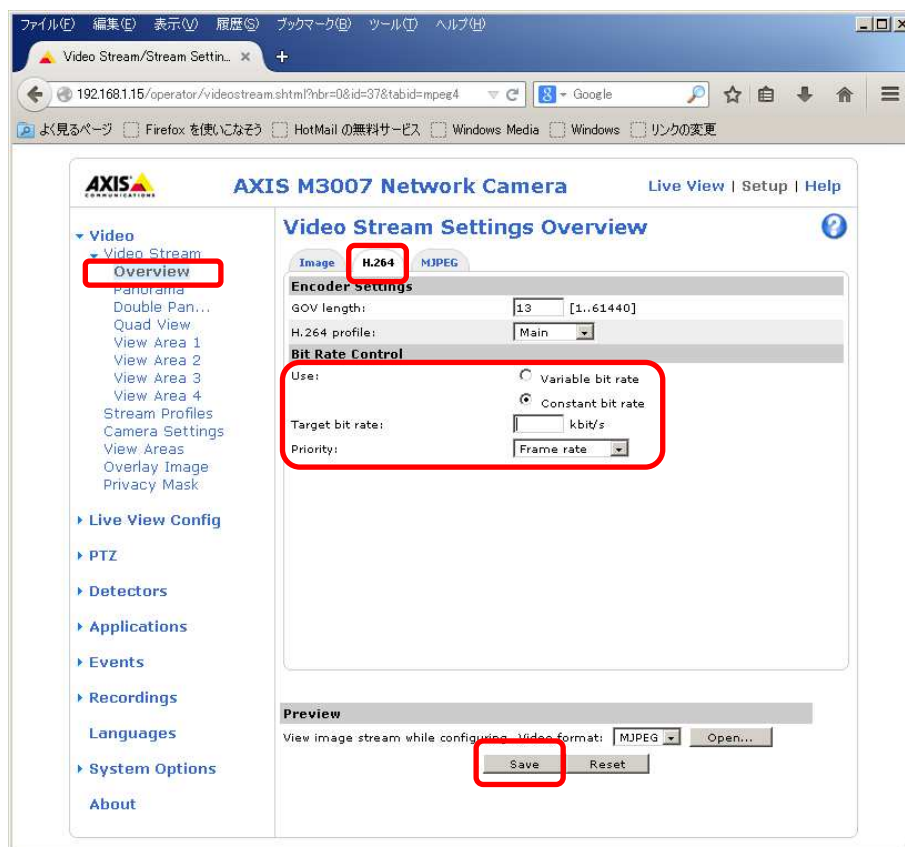 ファイル(F) 編集(E) 表示(V) 履歴(S) ブックマーク(B) ツール(T) ヘルプ(H)
Video Stream/Stream Settin... × +
192.168.1.15/operator/videostream.shtml?nbr=0&id=37&tabid=mpeg4 8 - Google
よく見るページ Firefox を使いこなそう HotMail の無料サービス Windows Media Windows リンクの変更
AXIS COMMUNICATIONS
AXIS M3007 Network Camera
Live View | Setup | Help
Video
Video Stream
Overview
Panorama
Double Pan...
Quad View
View Area 1
View Area 2
View Area 3
View Area 4
Stream Profiles
Camera Settings
View Areas
Overlay Image
Privacy Mask
Live View Config
PTZ
Detectors
Applications
Events
Recordings
Languages
System Options
About
Video Stream Settings Overview
?
Image H.264 MJPEG
Encoder Settings
GOV length: 13 [1..61440]
H.264 profile: Main
Bit Rate Control
Use: Variable bit rate
Constant bit rate
Target bit rate: kbit/s
Priority: Frame rate
Preview
View image stream while configuring. Video format: MJPEG Open...
Save Reset